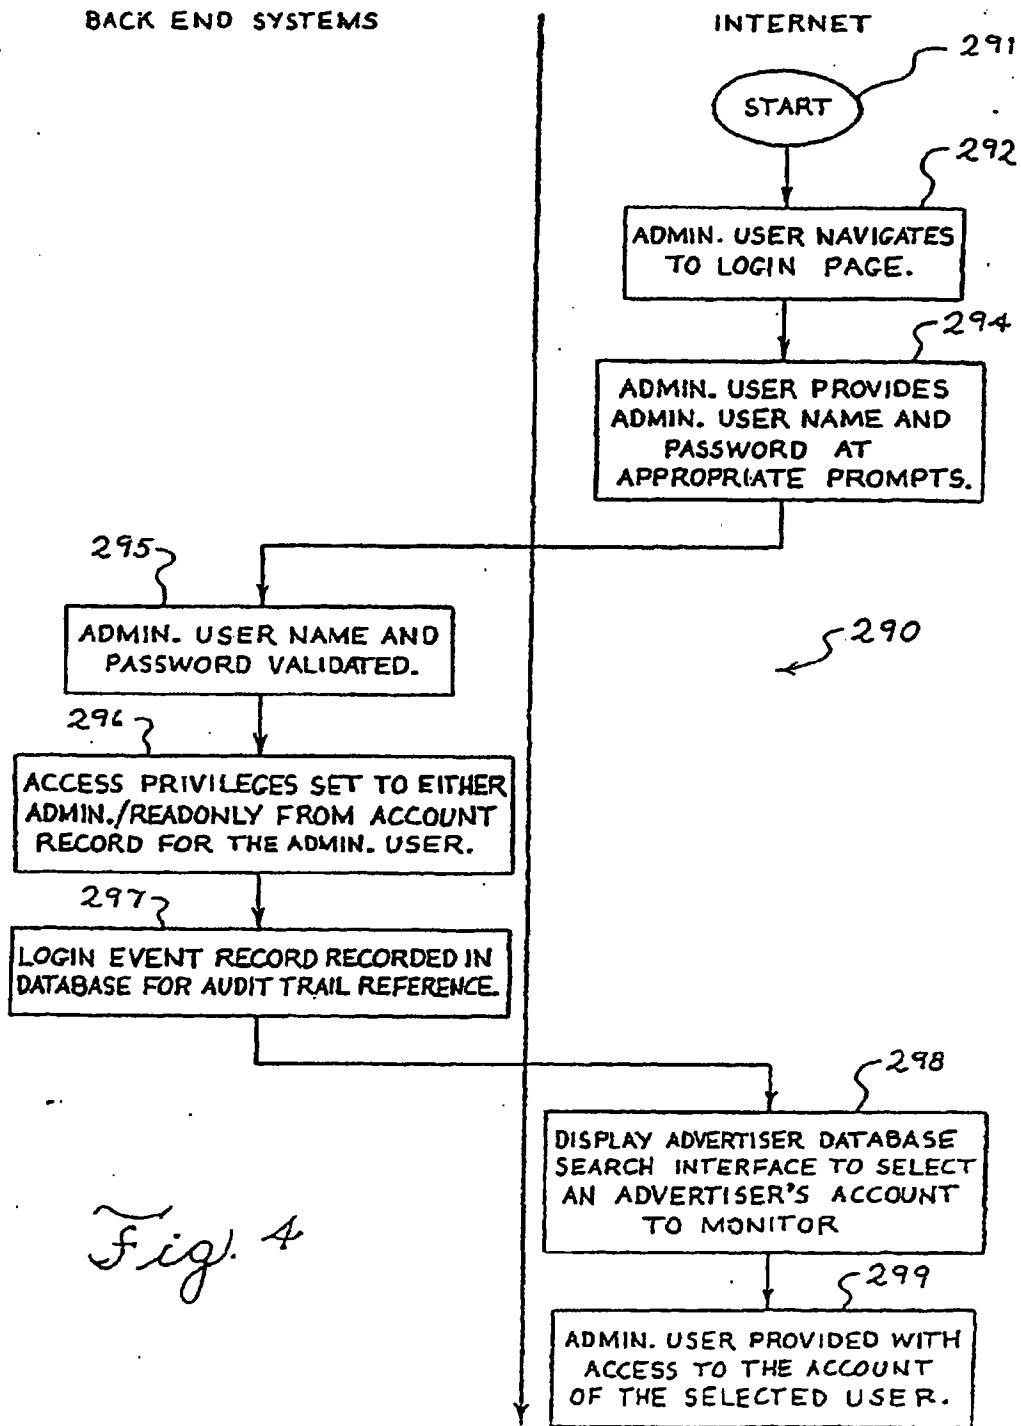 BACK END SYSTEMS
INTERNET
291
START
292
ADMIN. USER NAVIGATES
TO LOGIN PAGE.
294
ADMIN. USER PROVIDES
ADMIN. USER NAME AND
PASSWORD AT
APPROPRIATE PROMPTS.
295
ADMIN. USER NAME AND
PASSWORD VALIDATED.
290
296
ACCESS PRIVILEGES SET TO EITHER
ADMIN./READONLY FROM ACCOUNT
RECORD FOR THE ADMIN. USER.
297
LOGIN EVENT RECORD RECORDED IN
DATABASE FOR AUDIT TRAIL REFERENCE.
298
DISPLAY ADVERTISER DATABASE
SEARCH INTERFACE TO SELECT
AN ADVERTISER'S ACCOUNT
TO MONITOR
Fig. 4
299
ADMIN. USER PROVIDED WITH
ACCESS TO THE ACCOUNT
OF THE SELECTED USER.